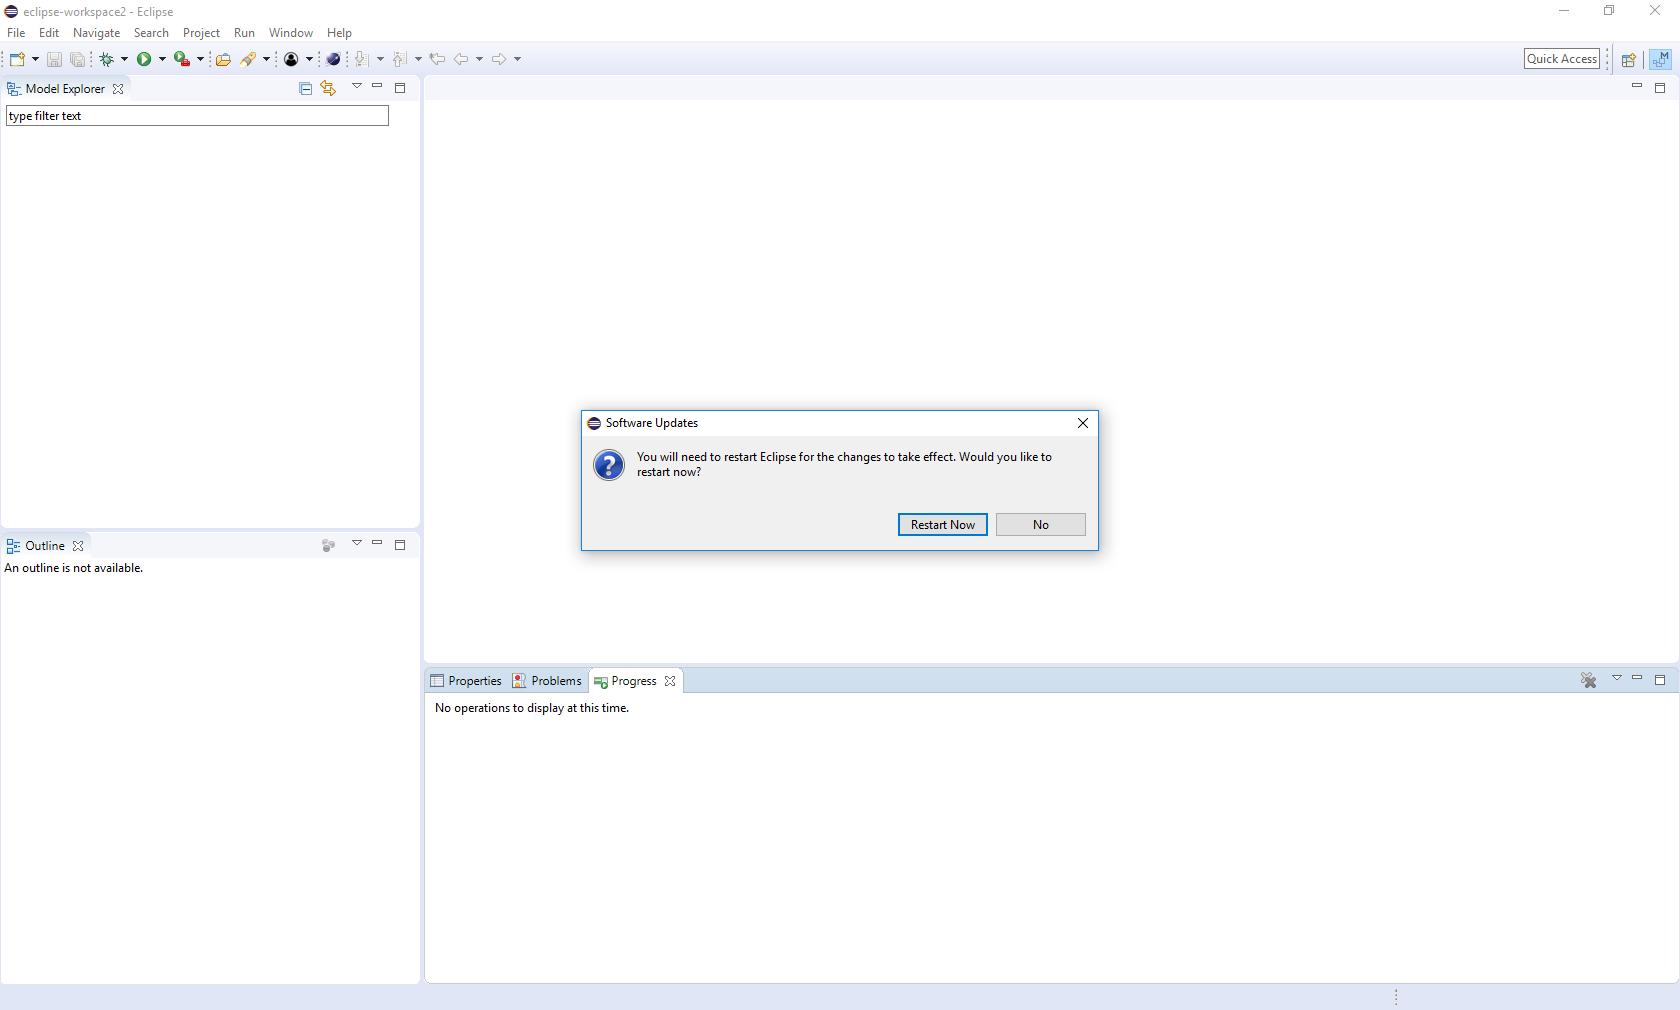 eclipse-workspace2 - Eclipse
File Edit Navigate Search Project Run Window Help
Quick Access
Model Explorer
type filter text
Software Updates
You will need to restart Eclipse for the changes to take effect. Would you like to
restart now?
Restart Now No
Outline
An outline is not available.
Properties Problems Progress
No operations to display at this time.